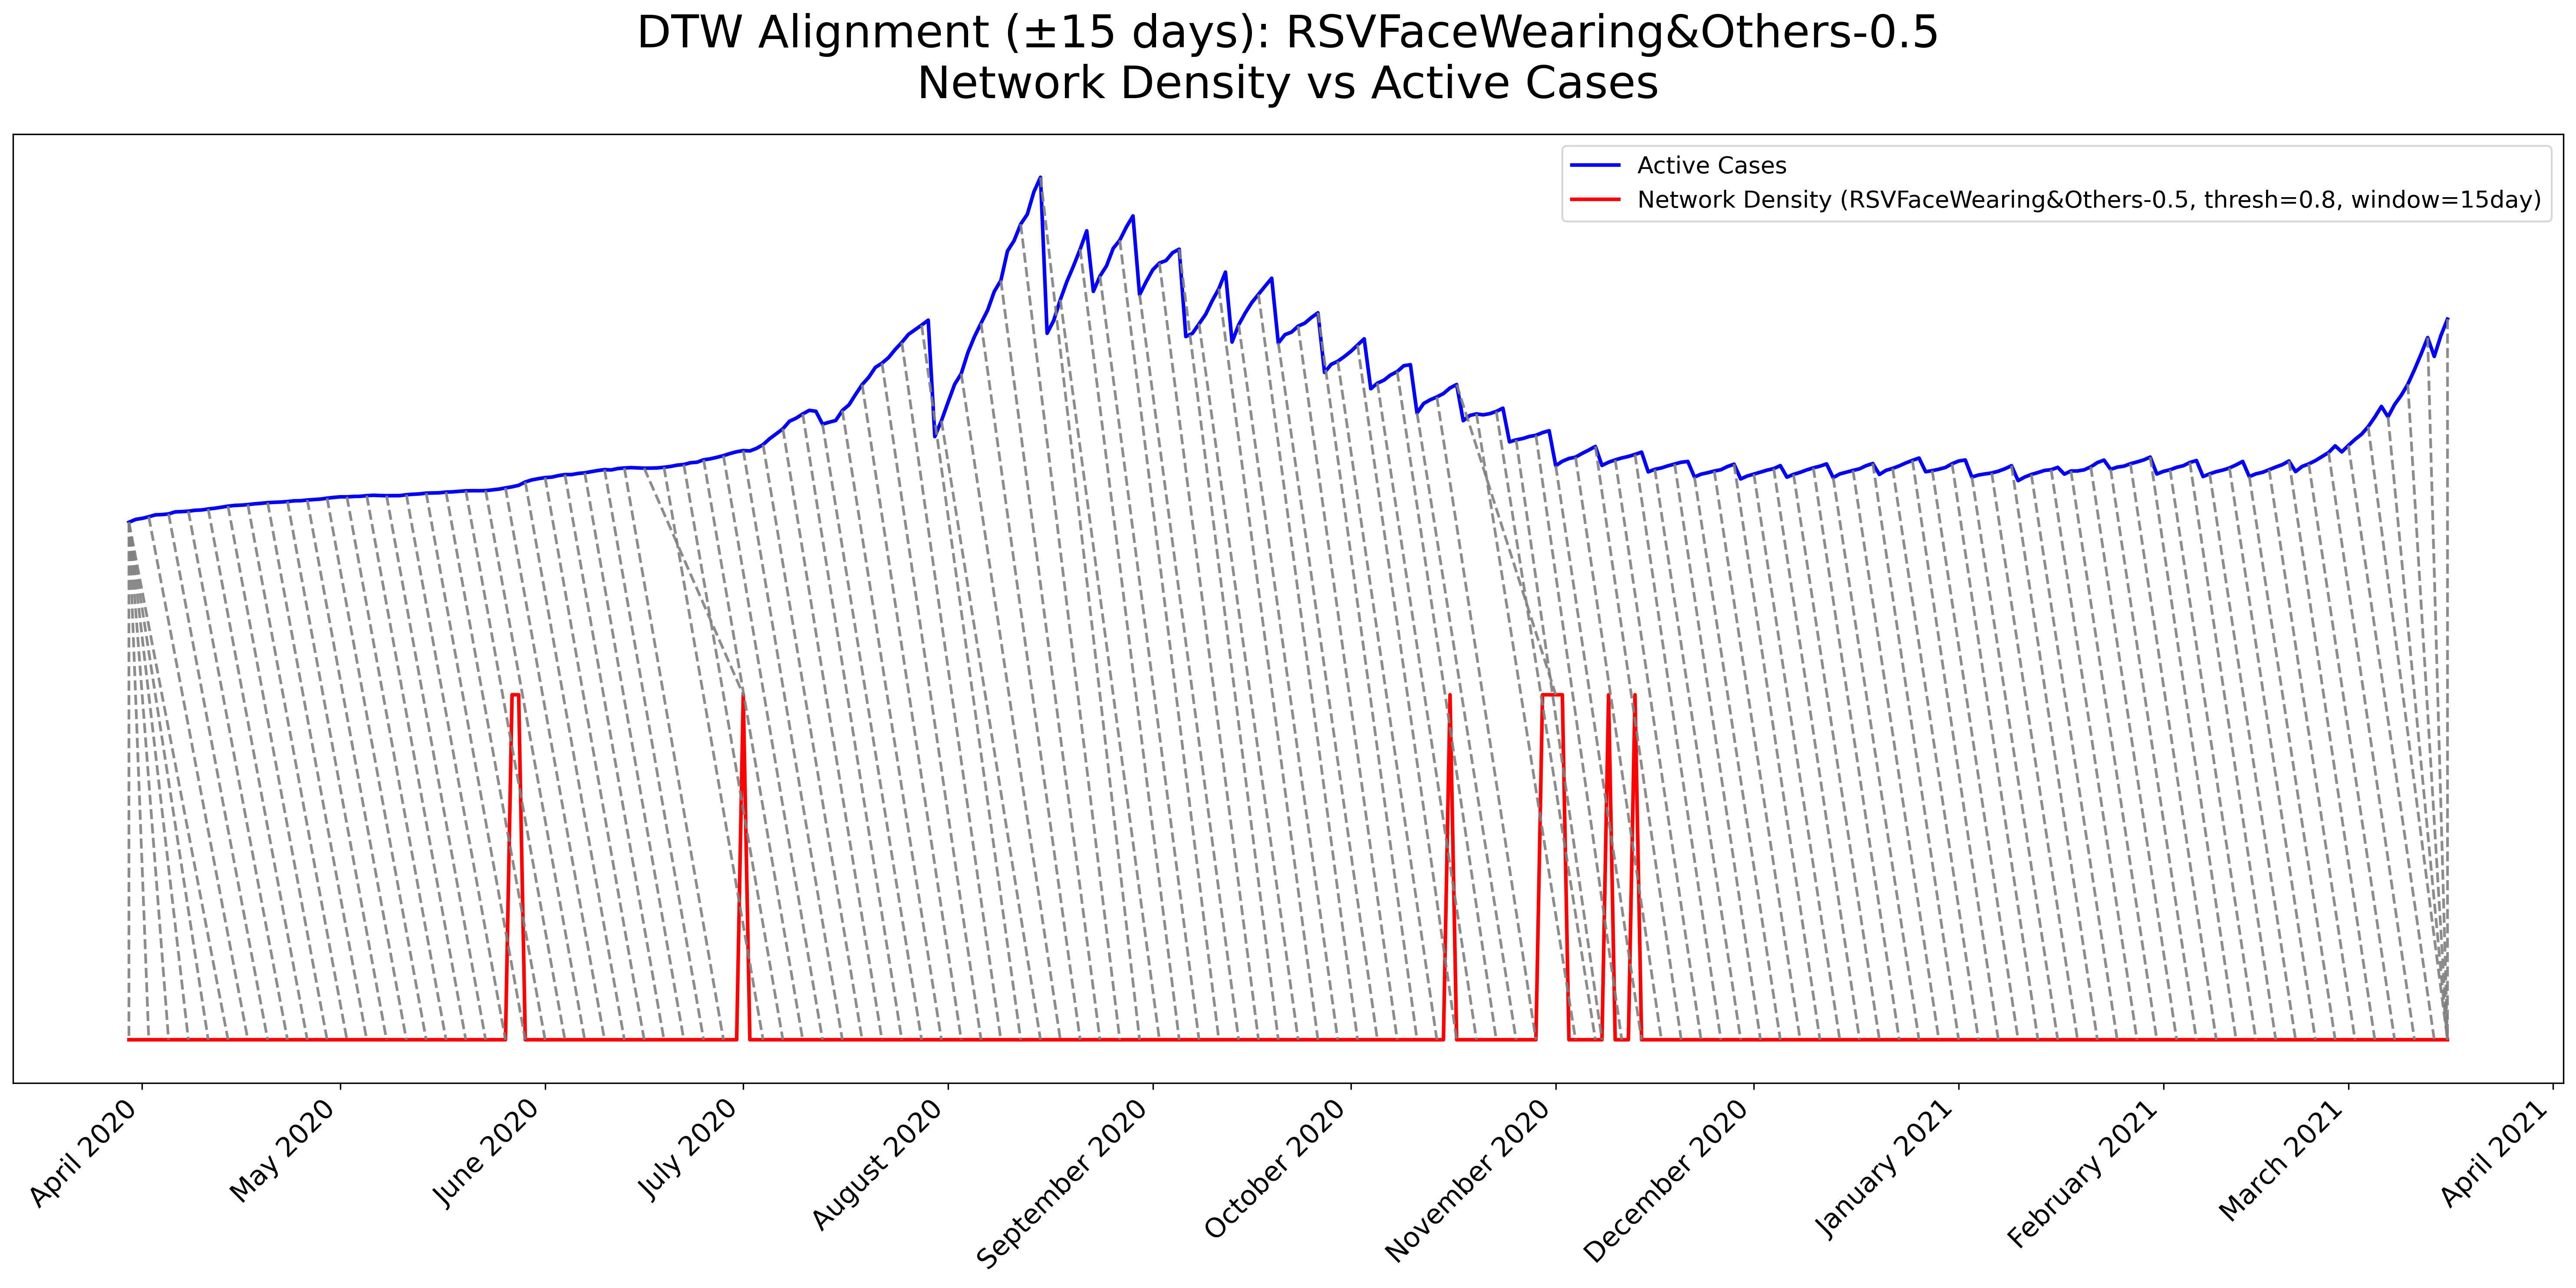 DTW Alignment (±15 days): RSVFaceWearing&Others-0.5
Network Density vs Active Cases
Active Cases
Network Density (RSVFaceWearing&Others-0.5, thresh=0.8, window=15day)
April 2020
May 2020
June 2020
July 2020
August 2020
September 2020
October 2020
November 2020
December 2020
January 2021
February 2021
March 2021
April 2021